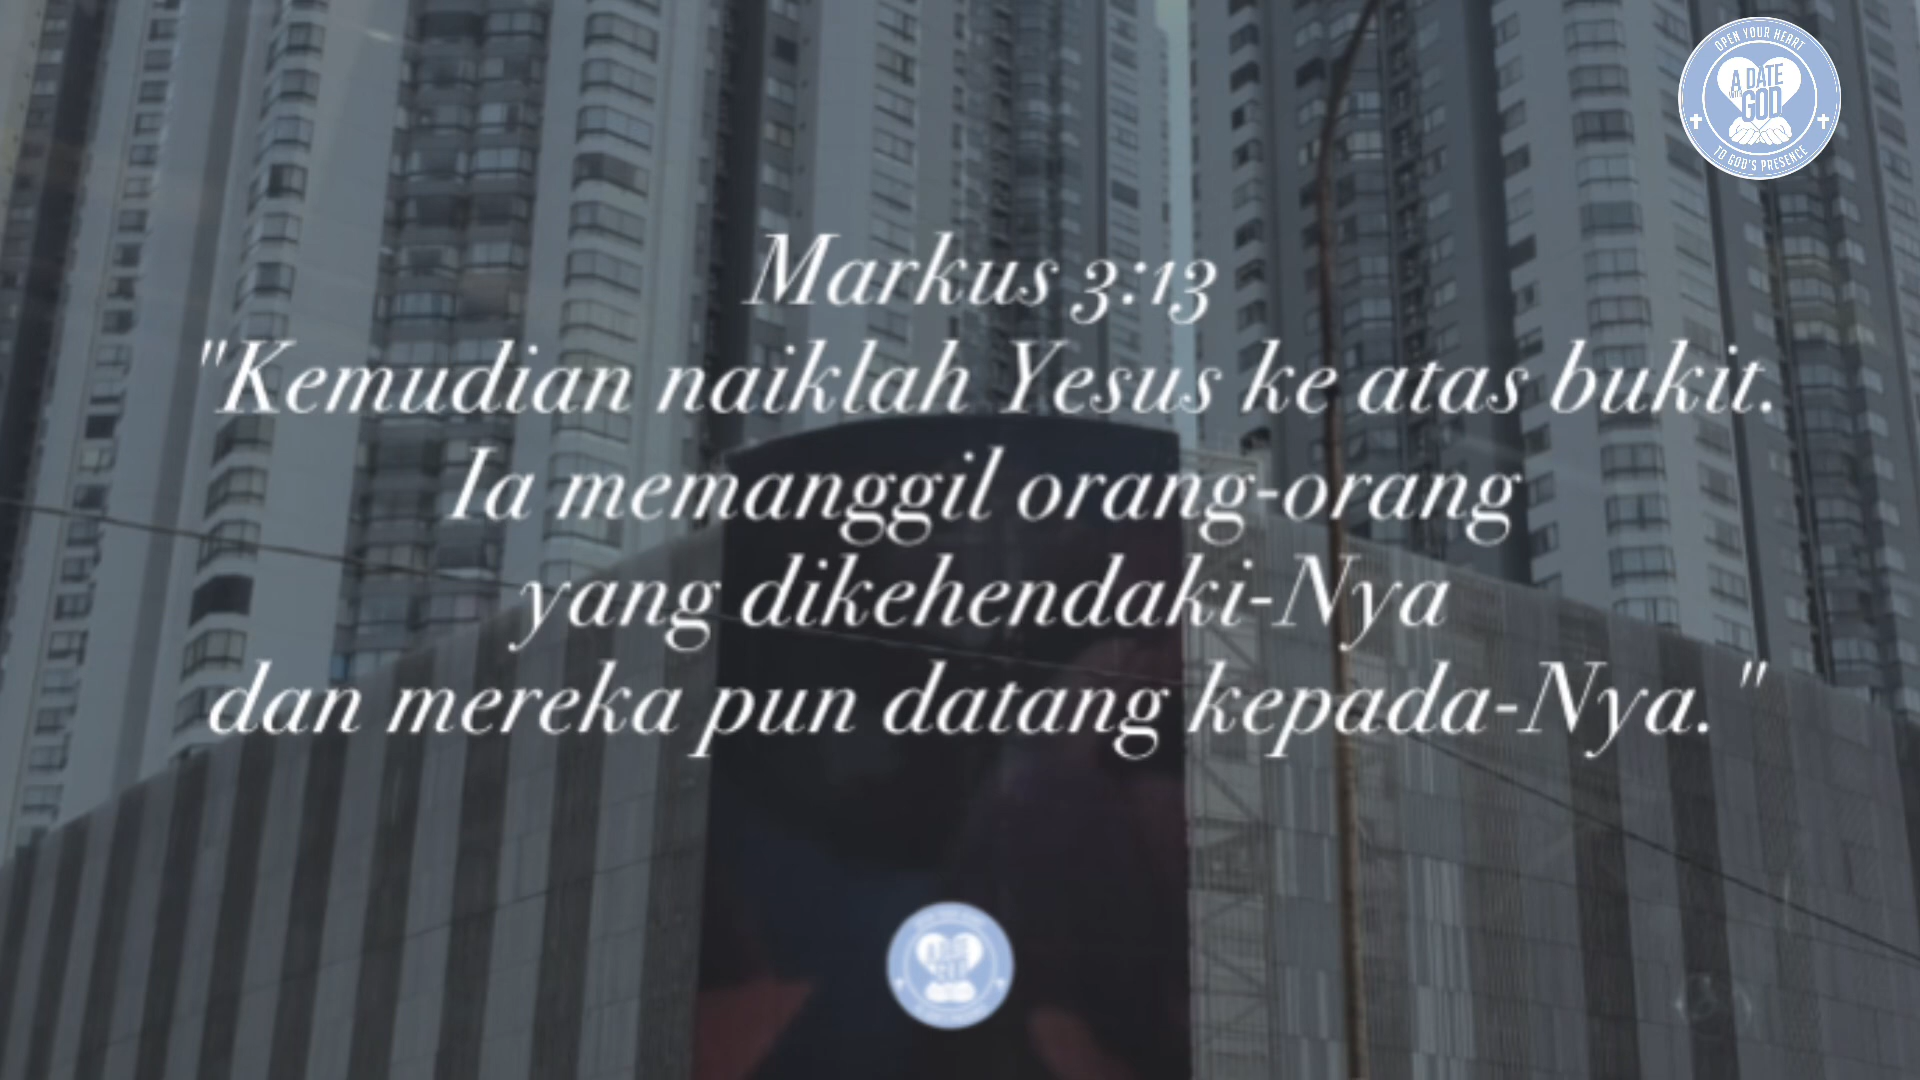 OPEN YOUR HEART
A DATE
WITH
GOD
TO GOD'S PRESENCE
Markus 3:13
"Kemudian naiklah Yesus ke atas bukit.
Ia memanggil orang-orang
yang dikehendaki-Nya
dan mereka pun datang kepada-Nya. "